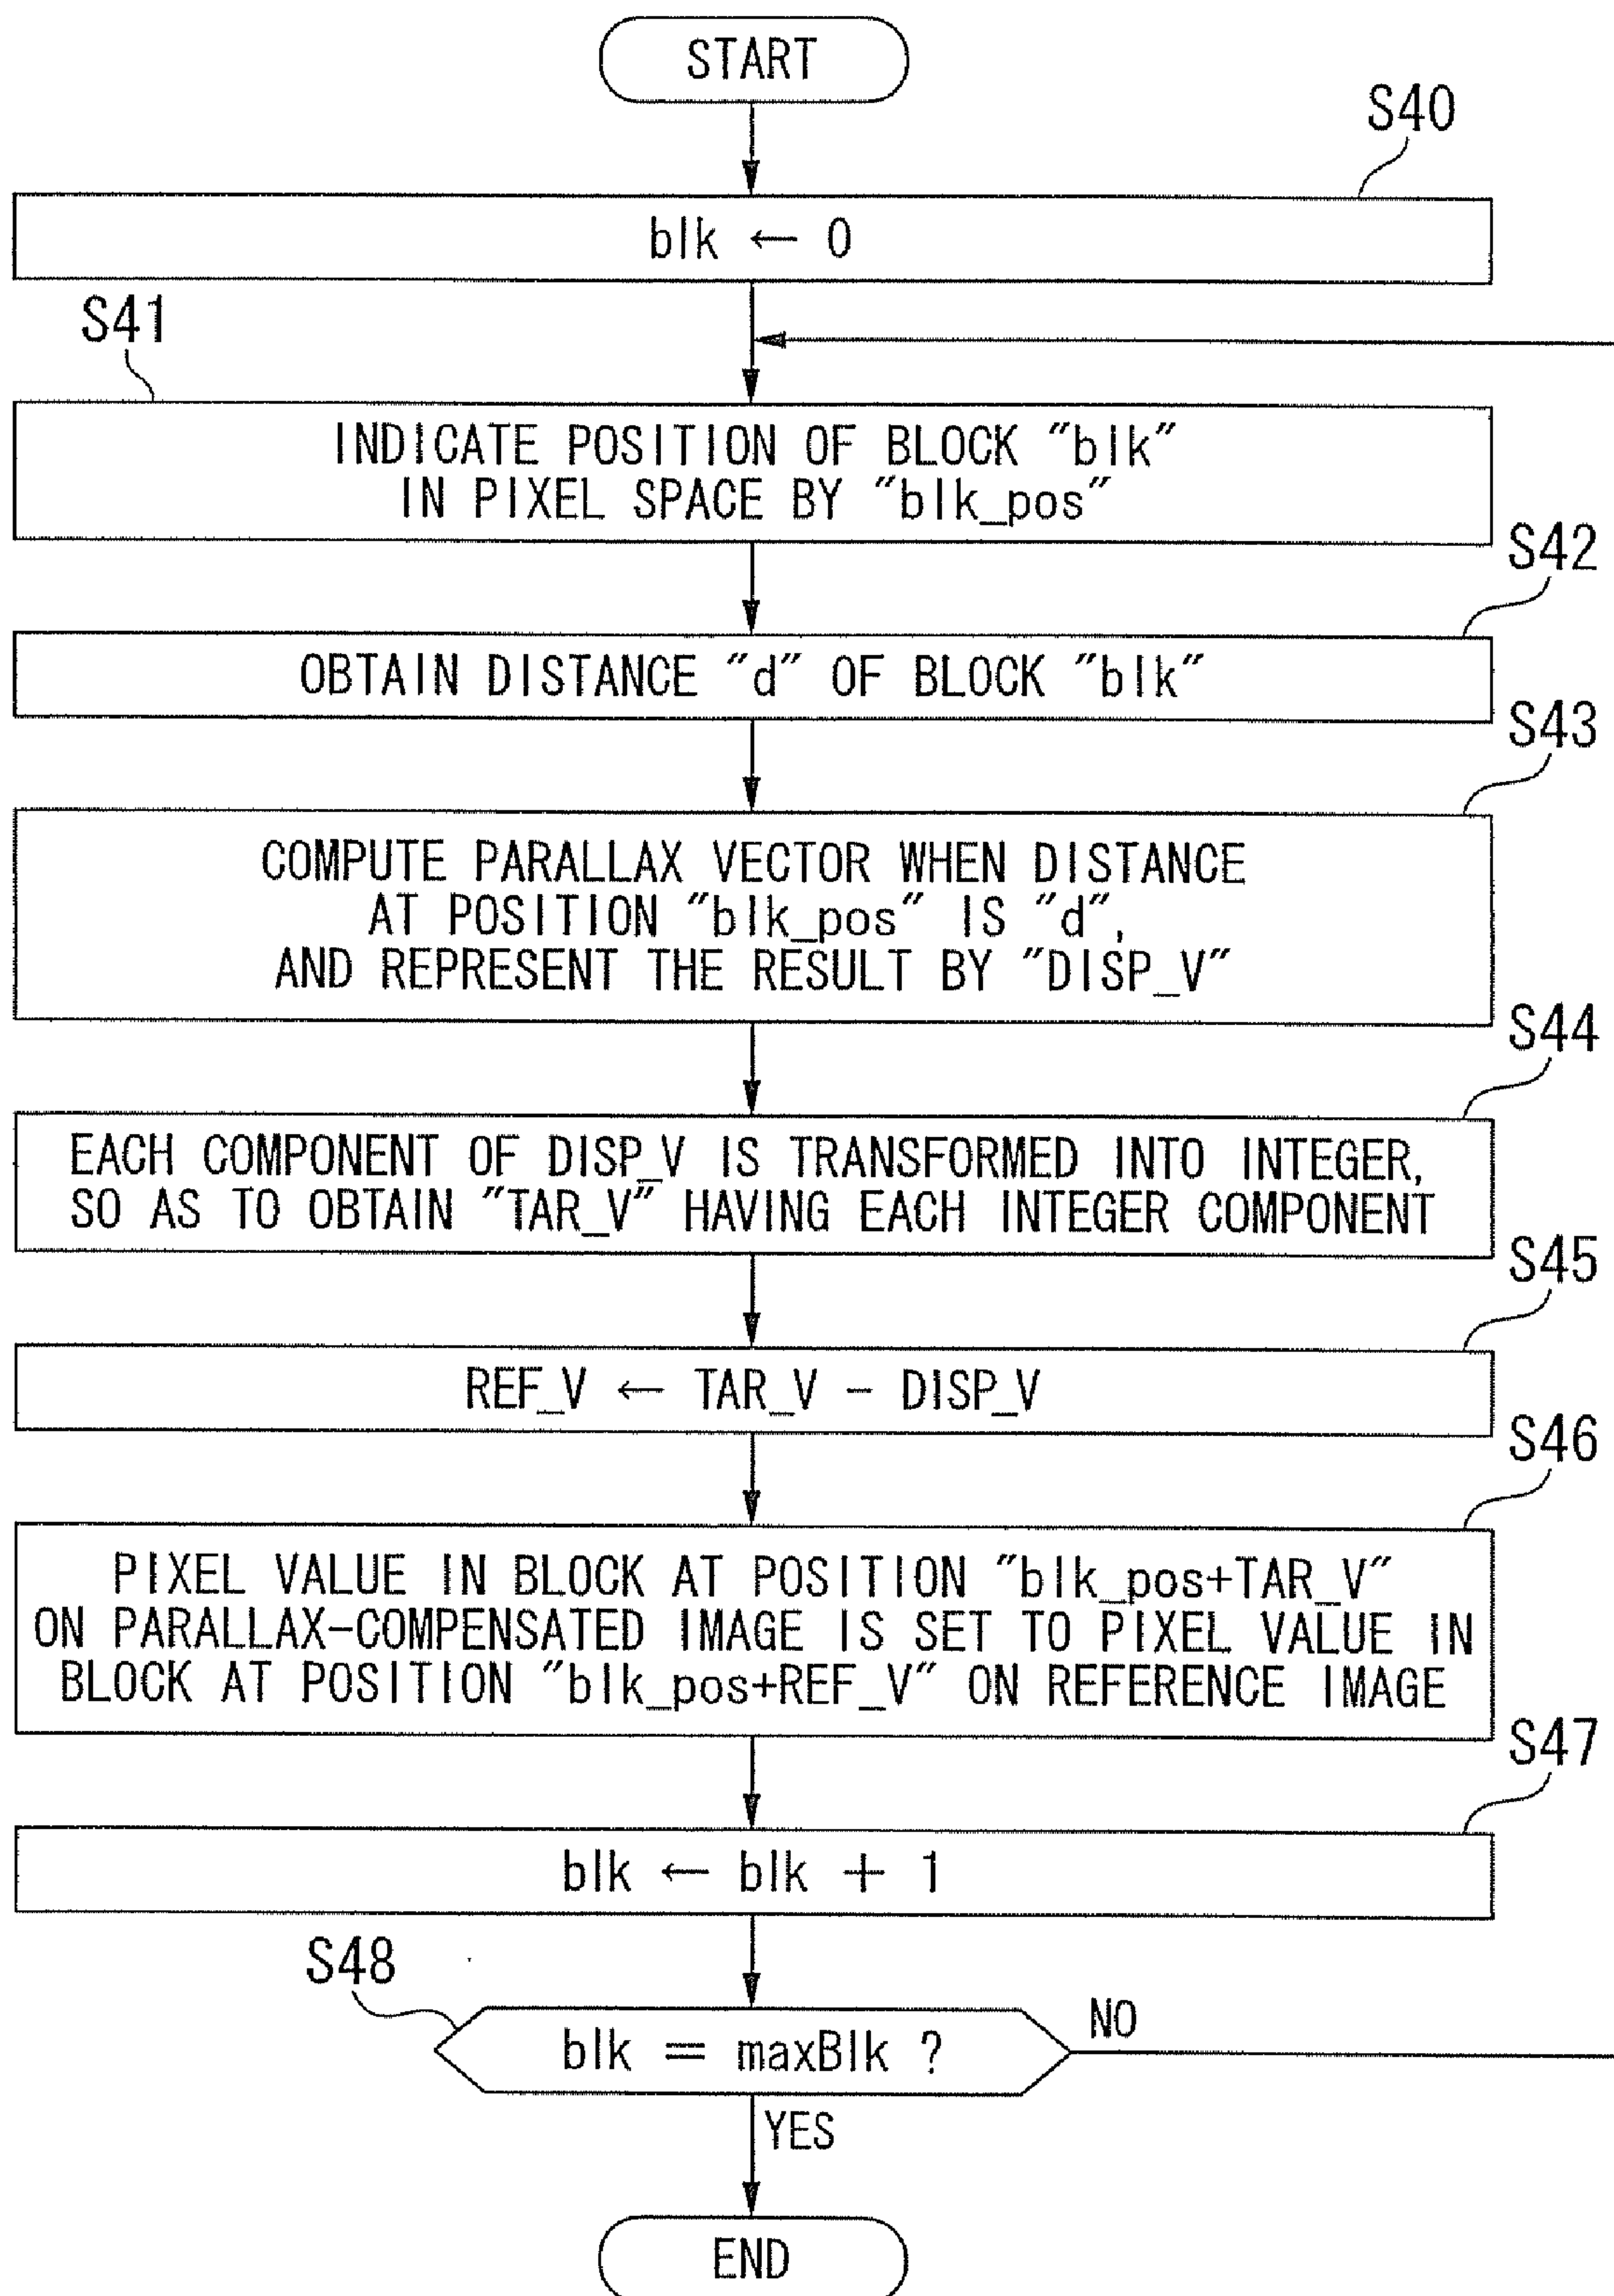 START
S40
blk ← 0
S41
INDICATE POSITION OF BLOCK "blk"
IN PIXEL SPACE BY "blk_pos"
S42
OBTAIN DISTANCE "d" OF BLOCK "blk"
S43
COMPUTE PARALLAX VECTOR WHEN DISTANCE
AT POSITION "blk_pos" IS "d",
AND REPRESENT THE RESULT BY "DISP_V"
S44
EACH COMPONENT OF DISP_V IS TRANSFORMED INTO INTEGER,
SO AS TO OBTAIN "TAR_V" HAVING EACH INTEGER COMPONENT
S45
REF_V ← TAR_V - DISP_V
S46
PIXEL VALUE IN BLOCK AT POSITION "blk_pos+TAR_V"
ON PARALLAX-COMPENSATED IMAGE IS SET TO PIXEL VALUE IN
BLOCK AT POSITION "blk_pos+REF_V" ON REFERENCE IMAGE
S47
blk ← blk + 1
S48
blk = maxBlk ?
NO
YES
END